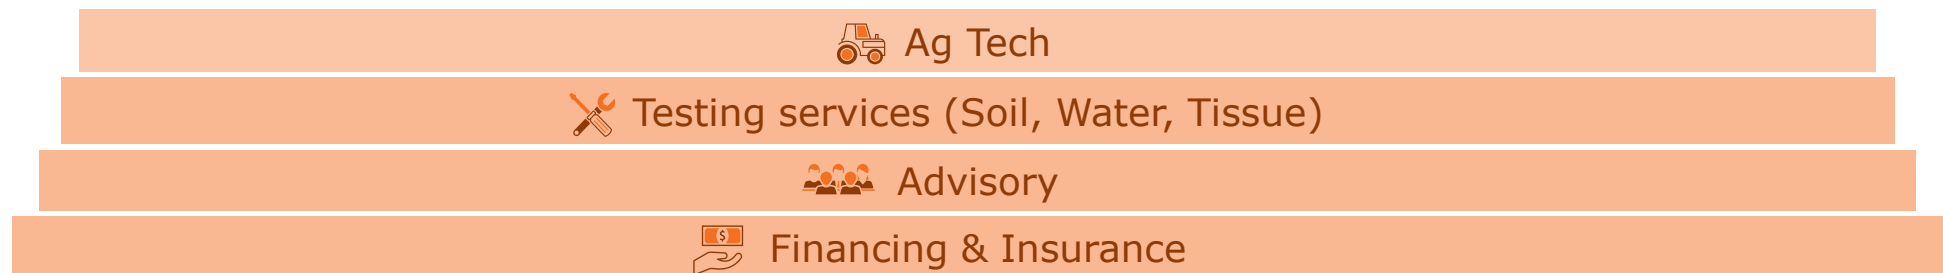 Ag Tech
Testing services (Soil, Water, Tissue)
Advisory
$ Financing & Insurance